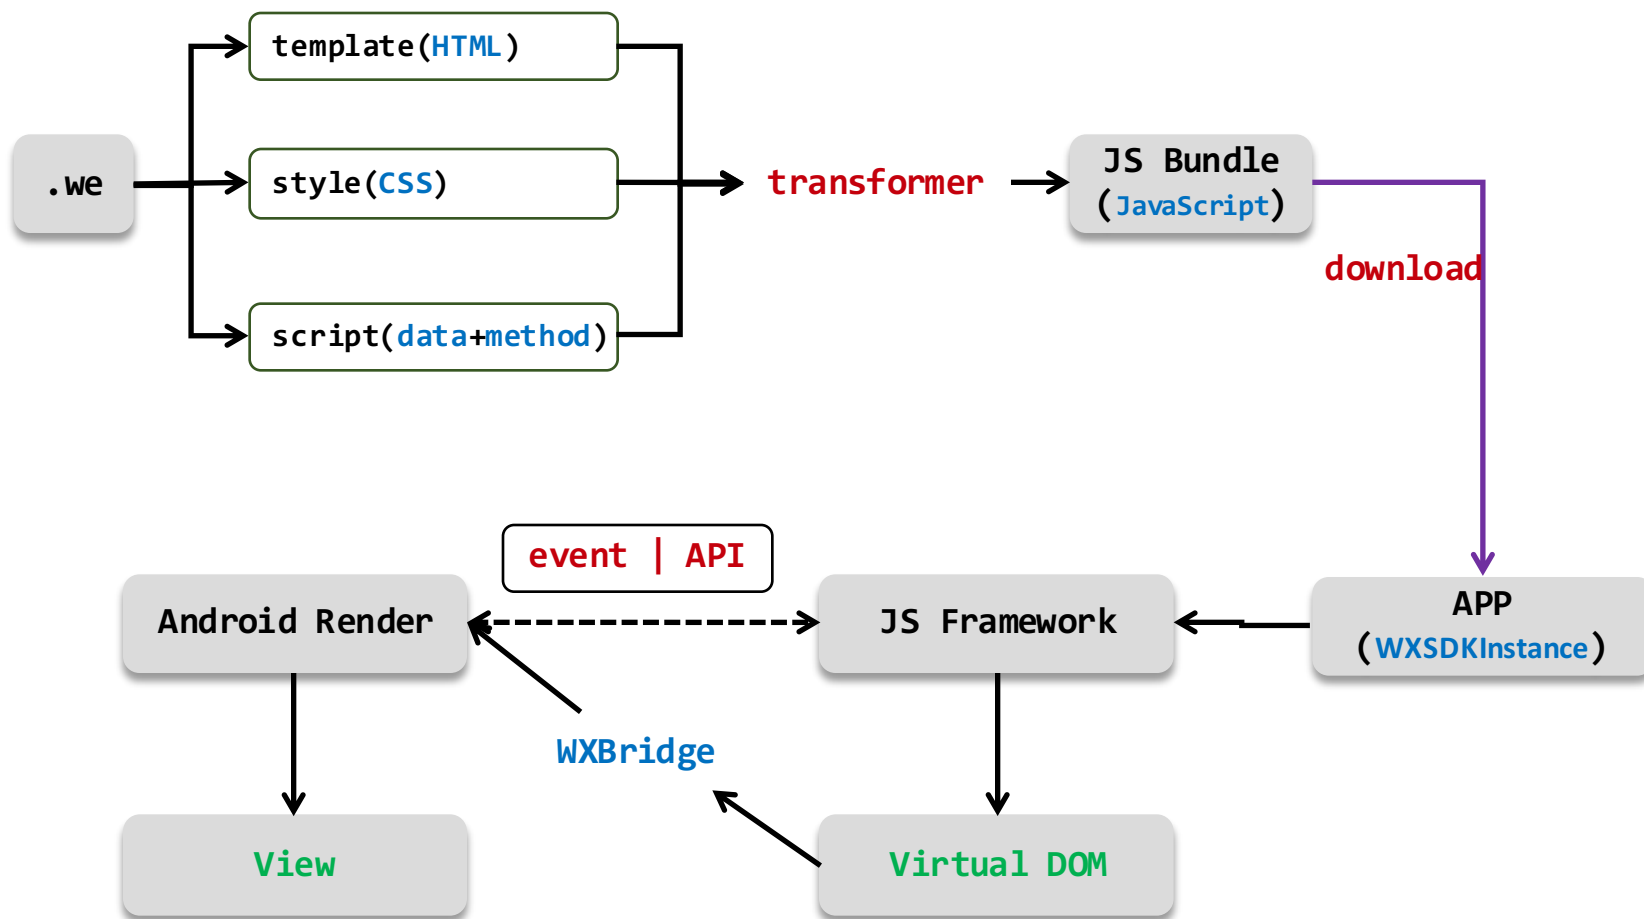 template(HTML)
.we
style(CSS)
transformer
JS Bundle
(JavaScript)
download
script(data+method)
event | API
Android Render
JS Framework
APP
(WXSDKInstance)
WXBridge
View
Virtual DOM